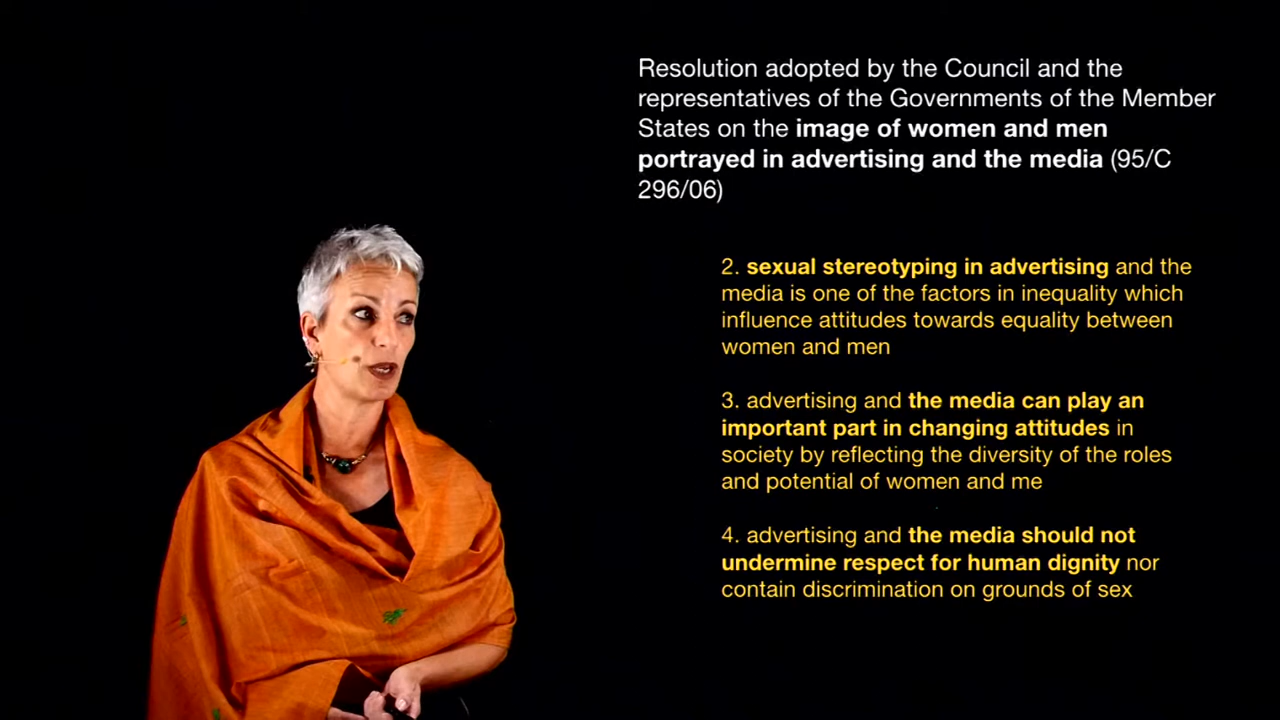 Resolution adopted by the Council and the
representatives of the Governments of the Member
States on the image of women and men
portrayed in advertising and the media (95/C
296/06)
2. sexual stereotyping in advertising and the
media is one of the factors in inequality which
influence attitudes towards equality between
women and men
3. advertising and the media can play an
important part in changing attitudes in
society by reflecting the diversity of the roles
and potential of women and me
4. advertising and the media should not
undermine respect for human dignity nor
contain discrimination on grounds of sex